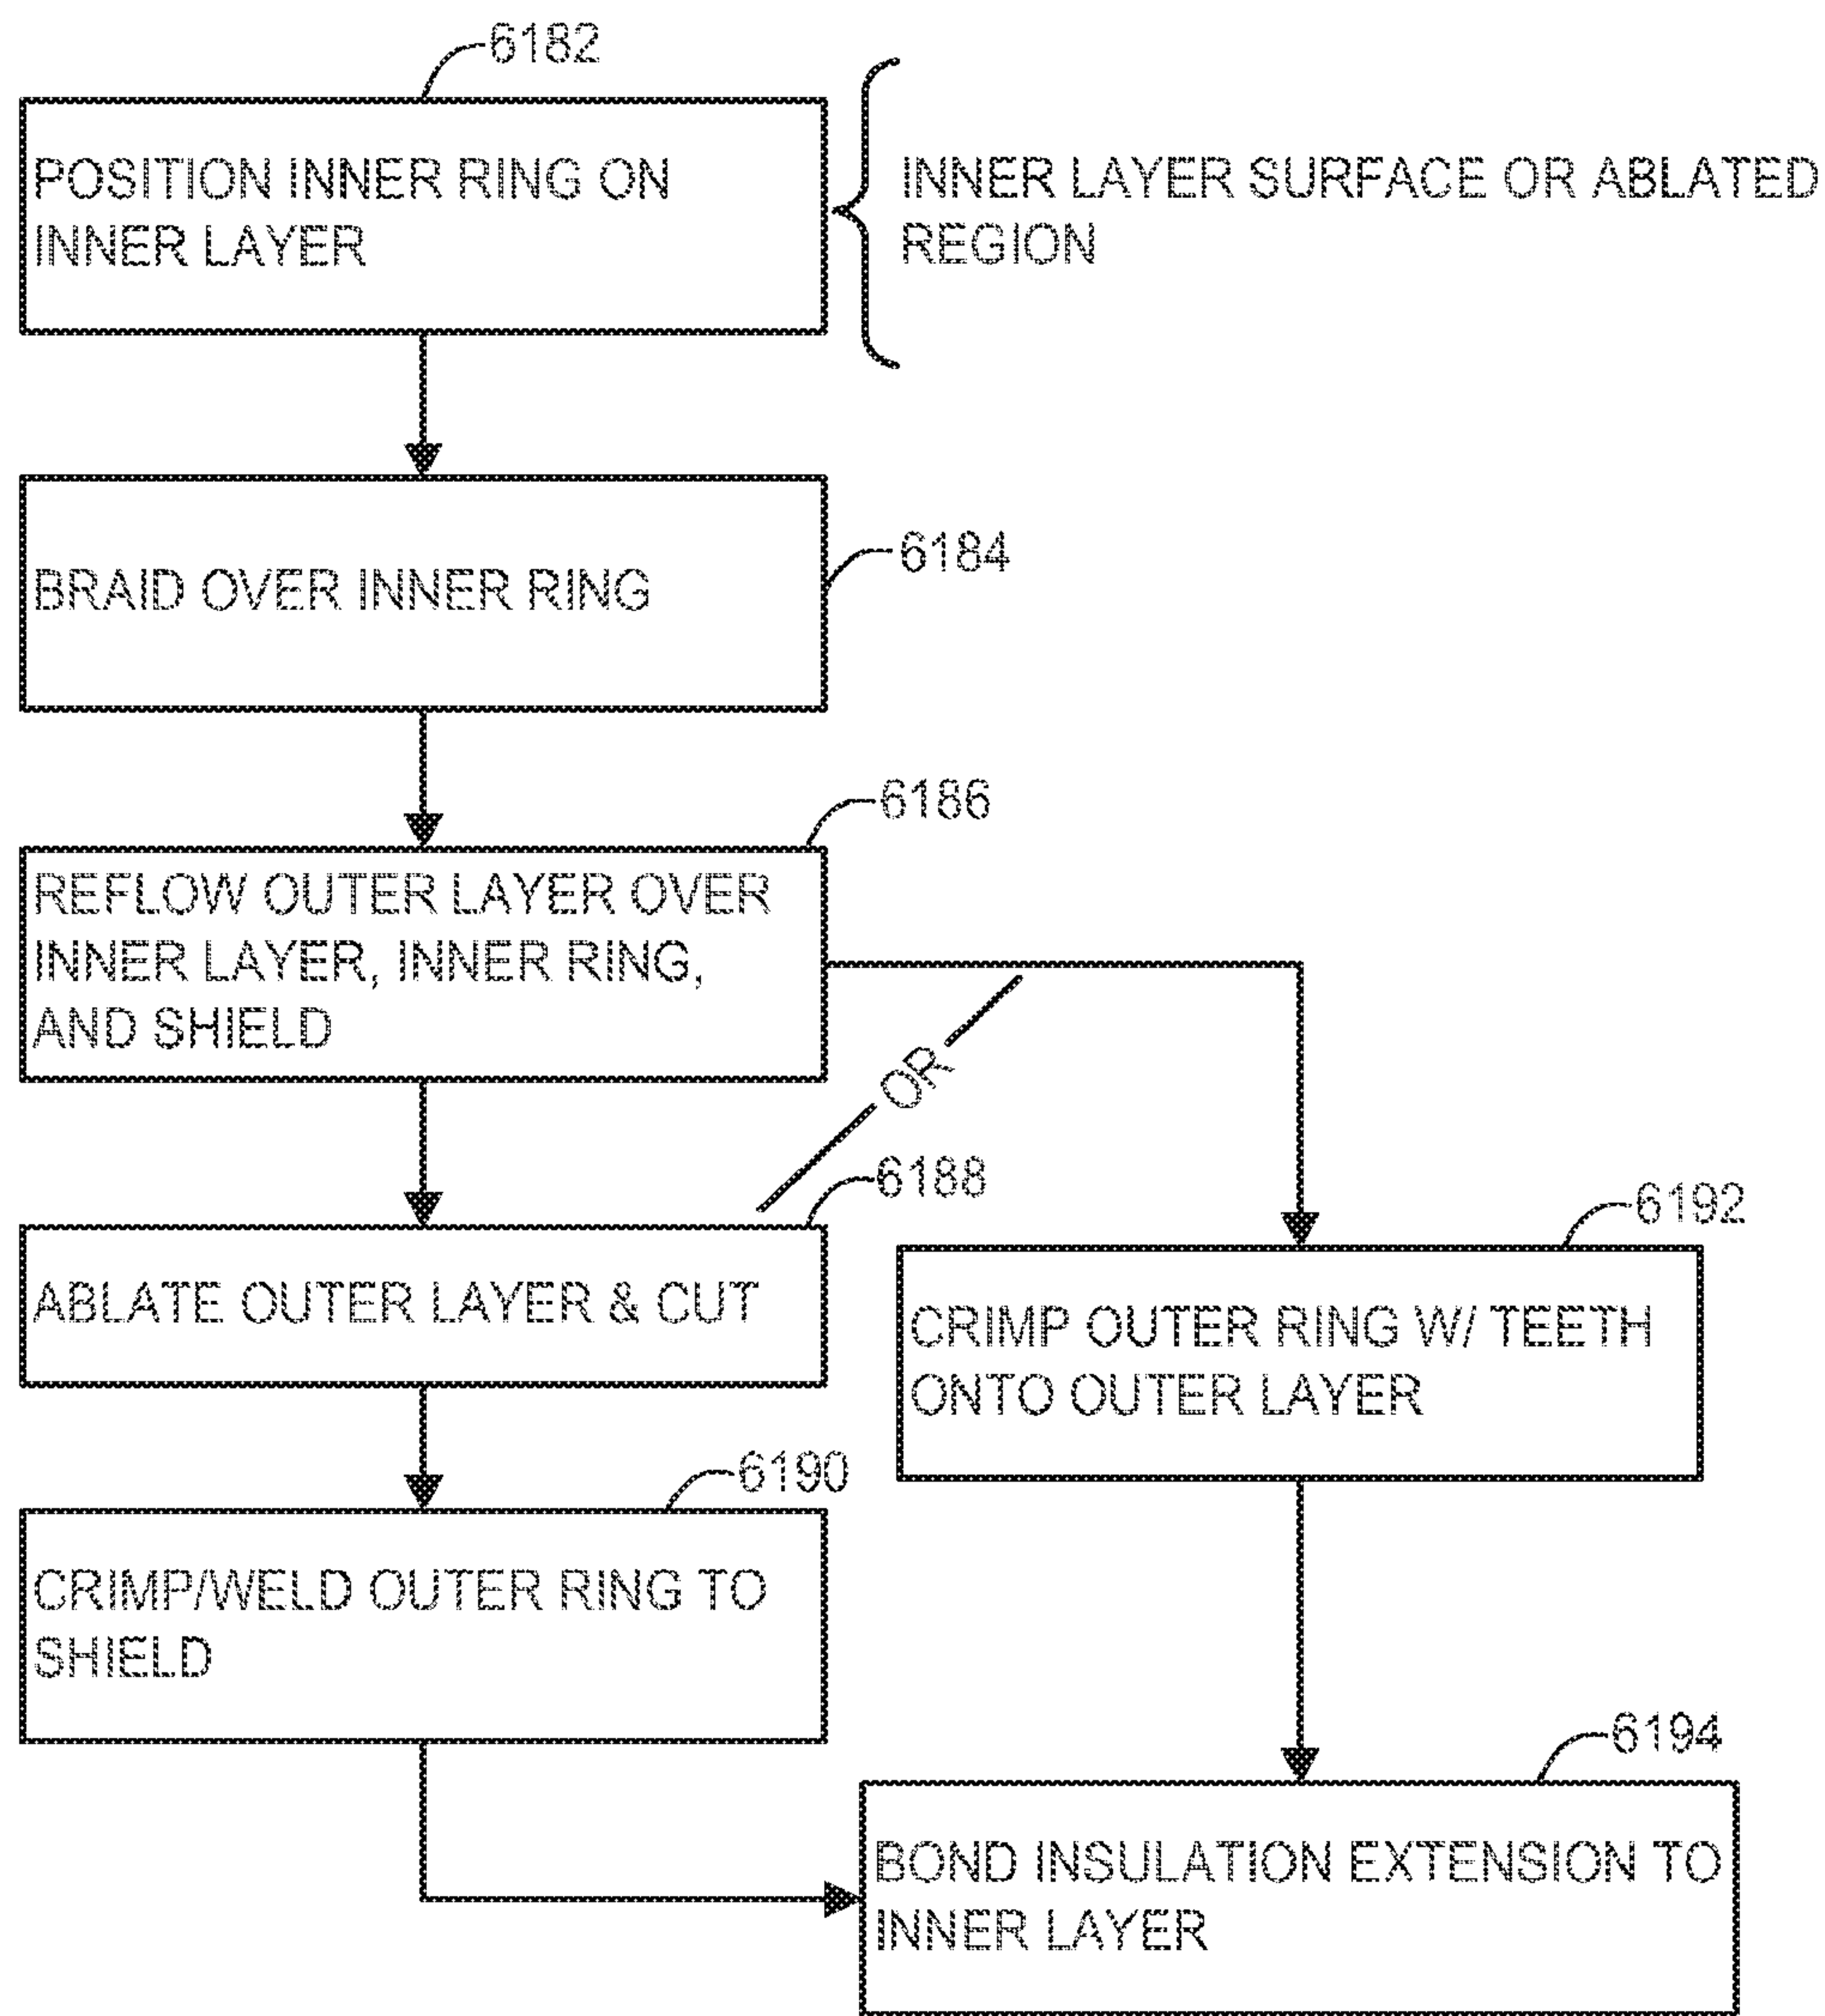 6182
POSITION INNER RING ON
INNER LAYER
INNER LAYER SURFACE OR ABLATED
REGION
6184
BRAID OVER INNER RING
6186
REFLOW OUTER LAYER OVER
INNER LAYER, INNER RING,
AND SHIELD
OR
6188
ABLATE OUTER LAYER & CUT
6192
CRIMP OUTER RING W/ TEETH
ONTO OUTER LAYER
6190
CRIMP/WELD OUTER RING TO
SHIELD
6194
BOND INSULATION EXTENSION TO
INNER LAYER